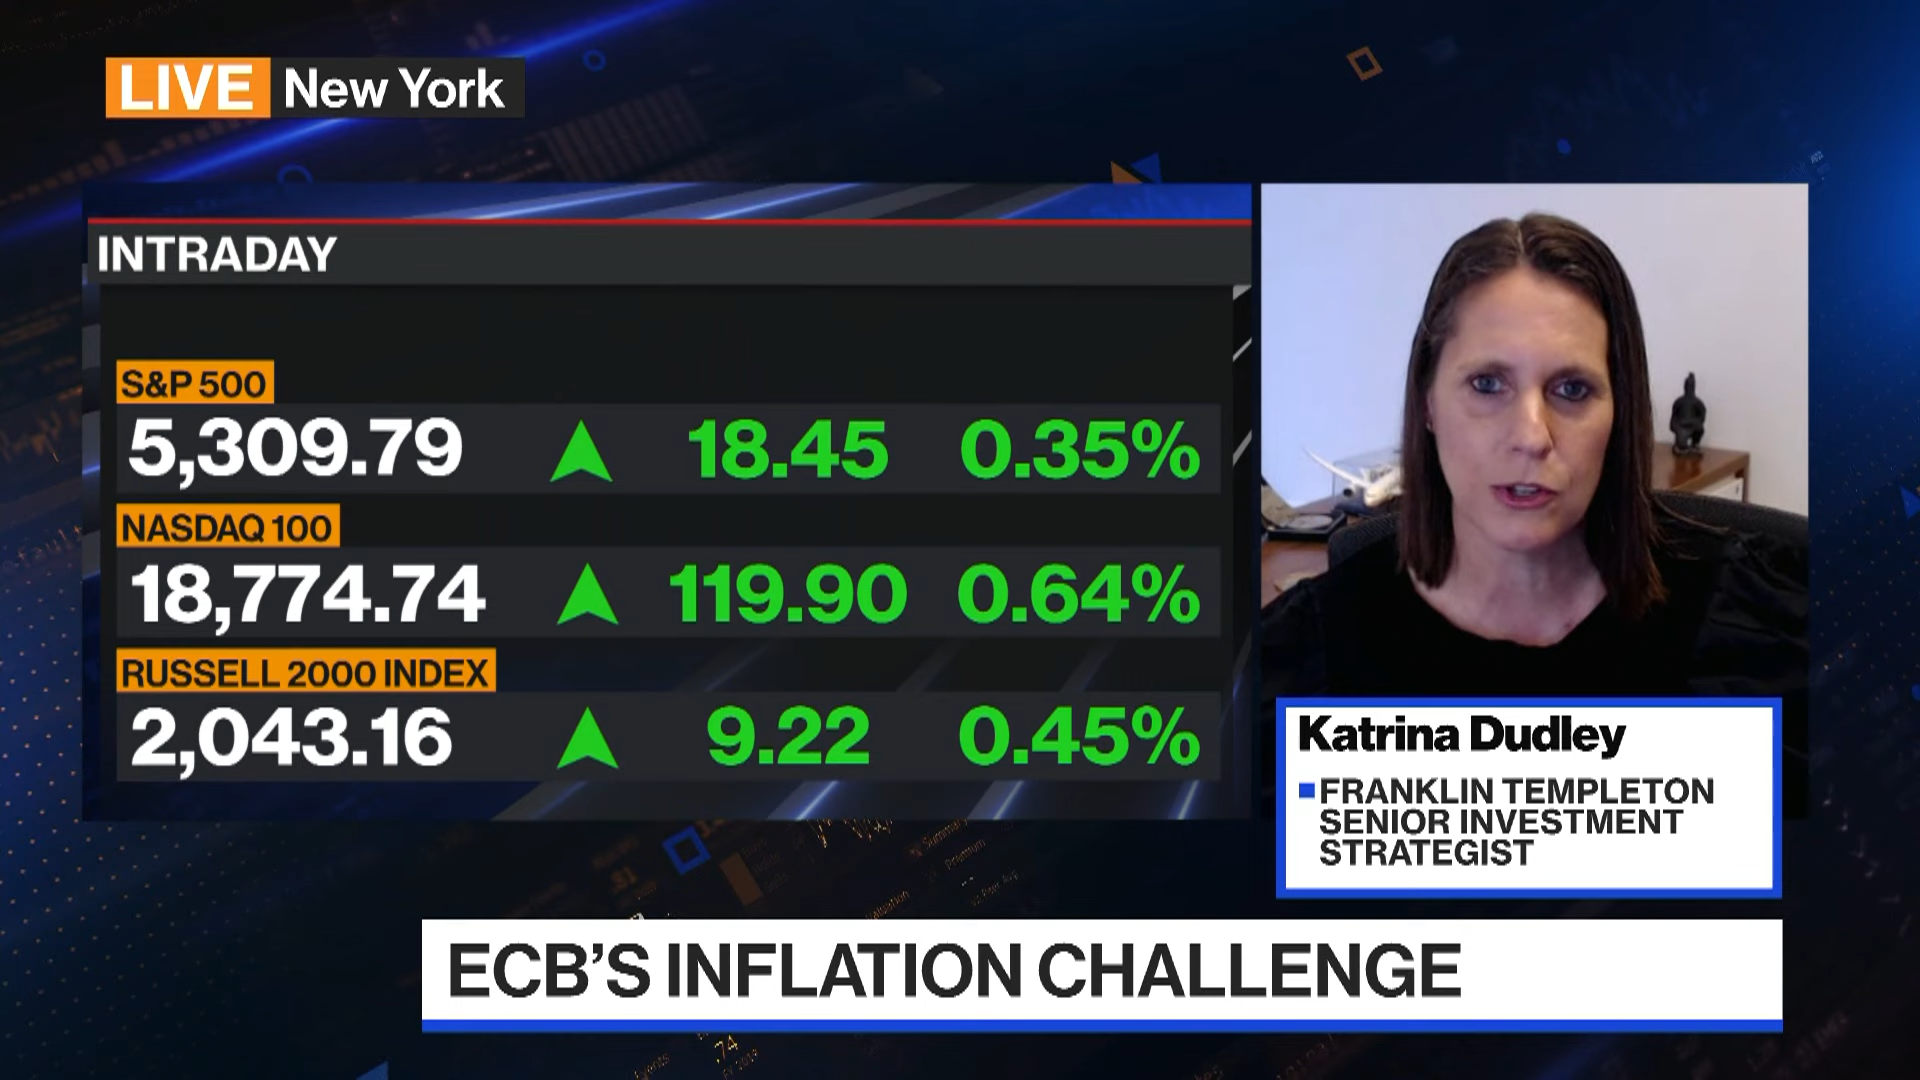 LIVE New York
INTRADAY
S&P 500
5,309.79 ▲ 18.45 0.35%
NASDAQ 100
18,774.74 ▲ 119.90 0.64%
RUSSELL 2000 INDEX
2,043.16 ▲ 9.22 0.45%
Katrina Dudley
FRANKLIN TEMPLETON
SENIOR INVESTMENT
STRATEGIST
ECB'S INFLATION CHALLENGE